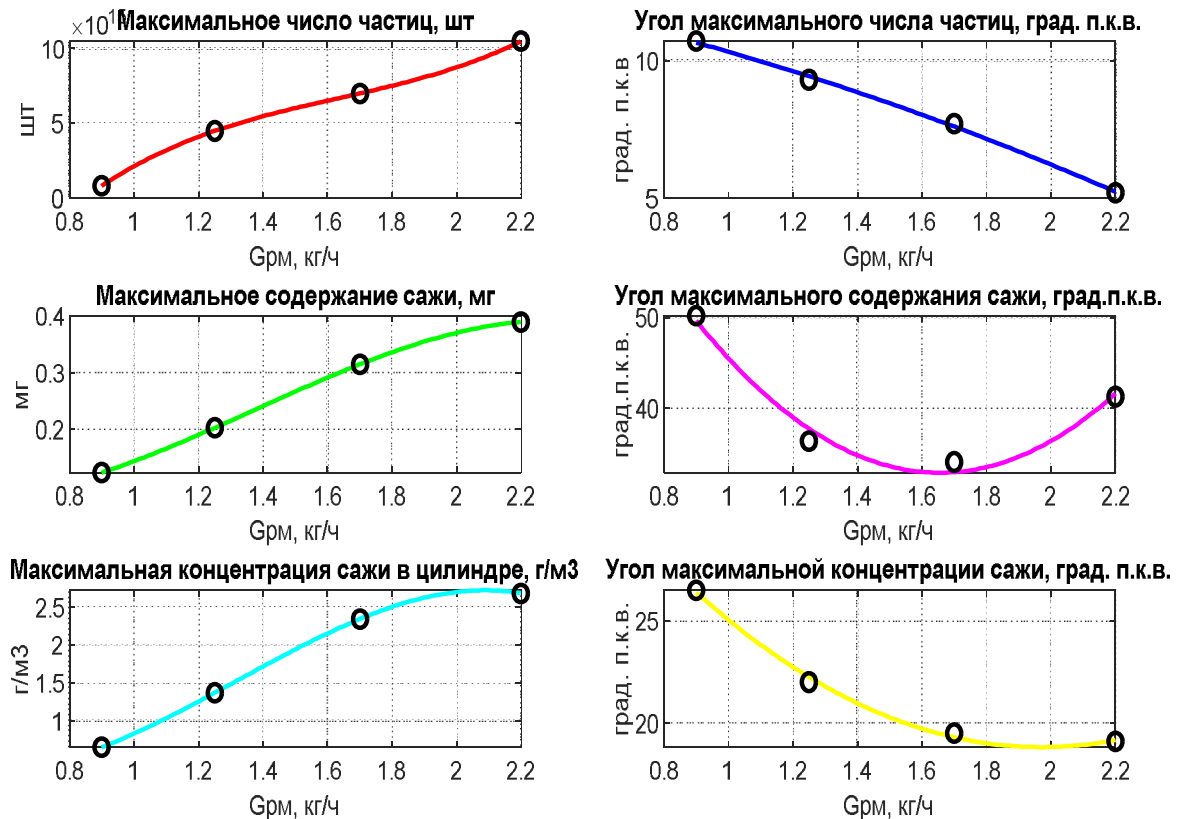 ×10
Максимальное число частиц, шт
10
5
0
шт
0.8 1 1.2 1.4 1.6 1.8 2 2.2
Gрм, кг/ч
Угол максимального числа частиц, град. п.к.в.
10
5
град. п.к.в
0.8 1 1.2 1.4 1.6 1.8 2 2.2
Gрм, кг/ч
Максимальное содержание сажи, мг
0.4
0.3
0.2
мг
0.8 1 1.2 1.4 1.6 1.8 2 2.2
Gрм, кг/ч
Угол максимального содержания сажи, град.п.к.в.
50
40
град.п.к.в.
0.8 1 1.2 1.4 1.6 1.8 2 2.2
Gрм, кг/ч
Максимальная концентрация сажи в цилиндре, г/м3
2.5
2
1.5
1
г/м3
0.8 1 1.2 1.4 1.6 1.8 2 2.2
Gрм, кг/ч
Угол максимальной концентрации сажи, град. п.к.в.
25
20
град. п.к.в.
0.8 1 1.2 1.4 1.6 1.8 2 2.2
Gрм, кг/ч